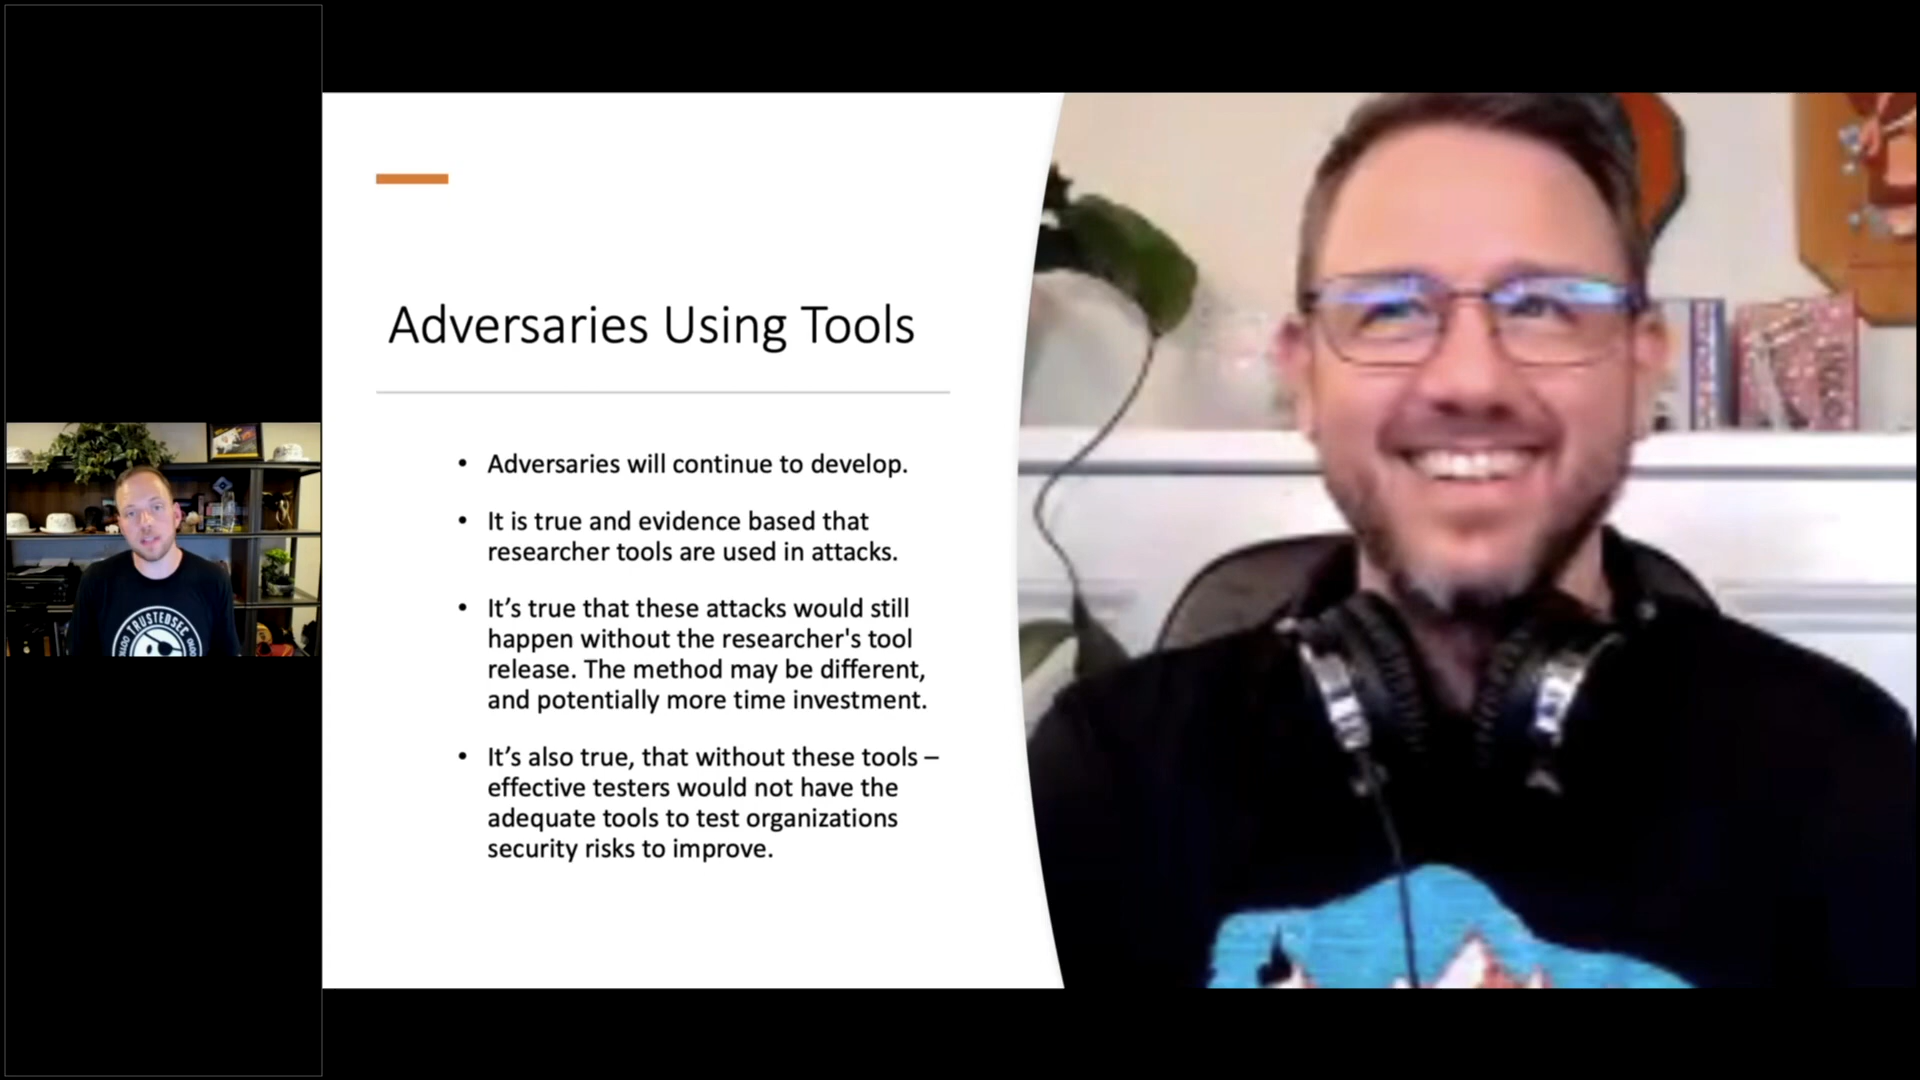 Adversaries Using Tools
• Adversaries will continue to develop.
• It is true and evidence based that
researcher tools are used in attacks.
• It’s true that these attacks would still
happen without the researcher's tool
release. The method may be different,
and potentially more time investment.
• It’s also true, that without these tools –
effective testers would not have the
adequate tools to test organizations
security risks to improve.
TRUSTEDSEC